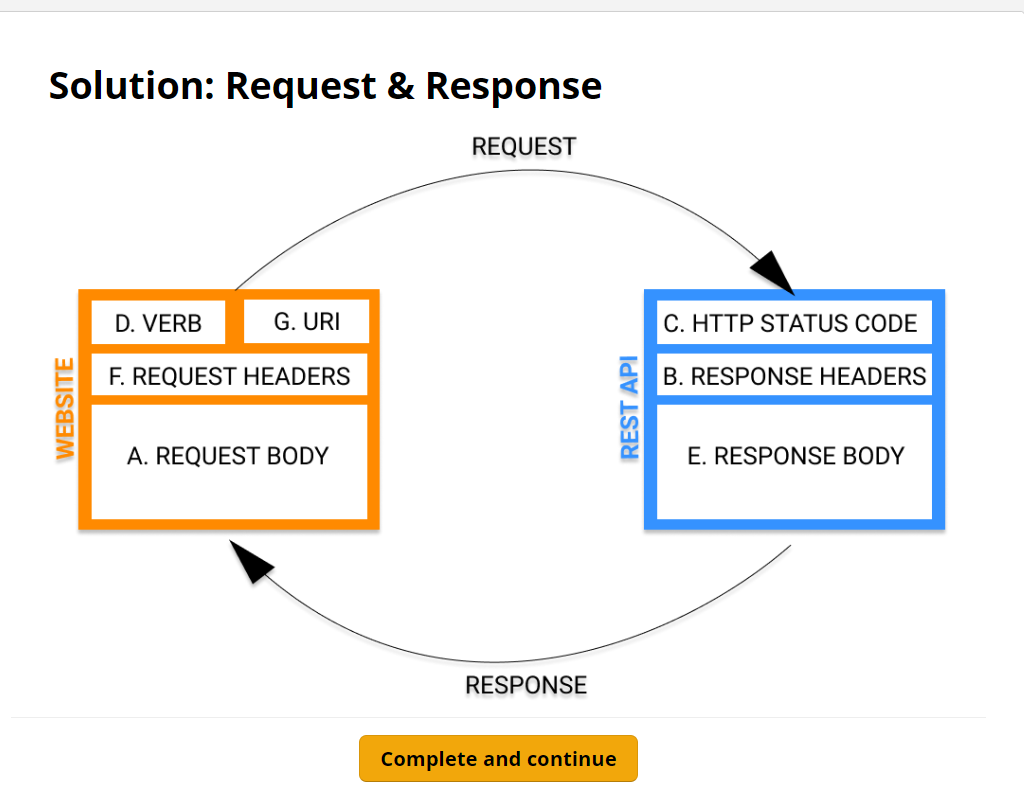 Solution: Request & Response
REQUEST
WEBSITE
D. VERB
G. URI
F. REQUEST HEADERS
A. REQUEST BODY
REST API
C. HTTP STATUS CODE
B. RESPONSE HEADERS
E. RESPONSE BODY
RESPONSE
Complete and continue